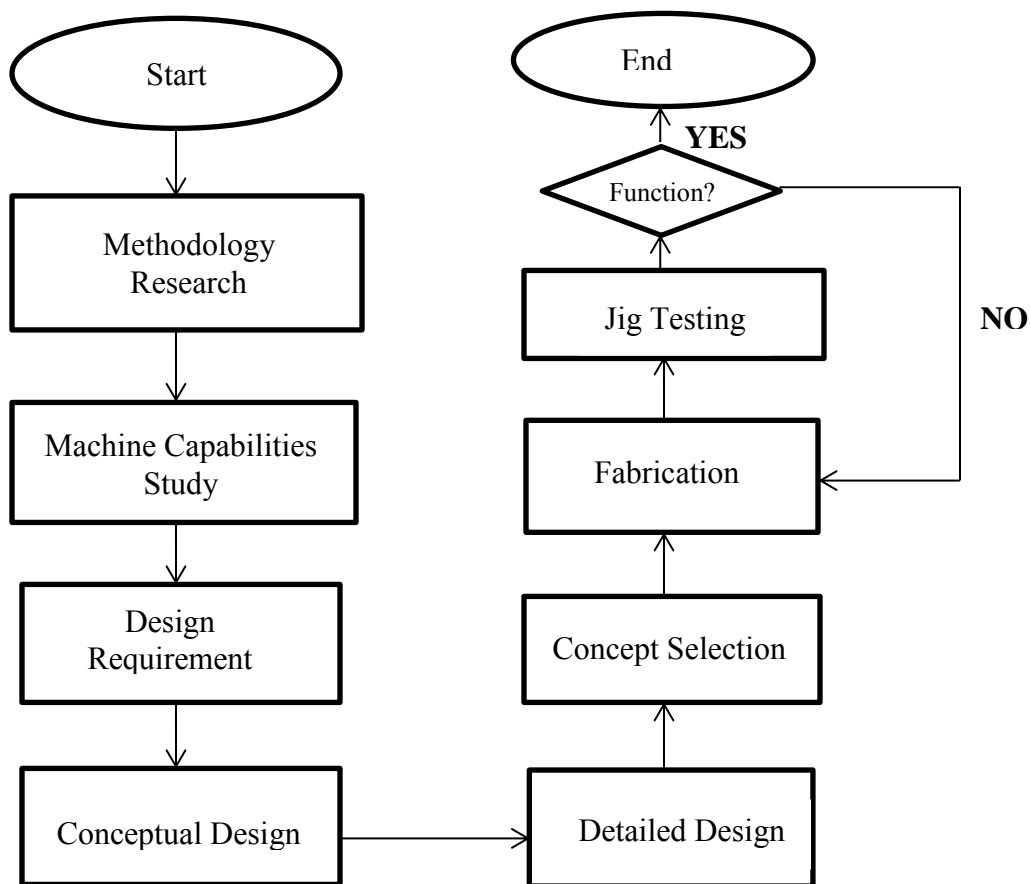 Start
Methodology
Research
Machine Capabilities
Study
Design
Requirement
Conceptual Design
Detailed Design
Concept Selection
Fabrication
Jig Testing
Function?
YES
NO
End